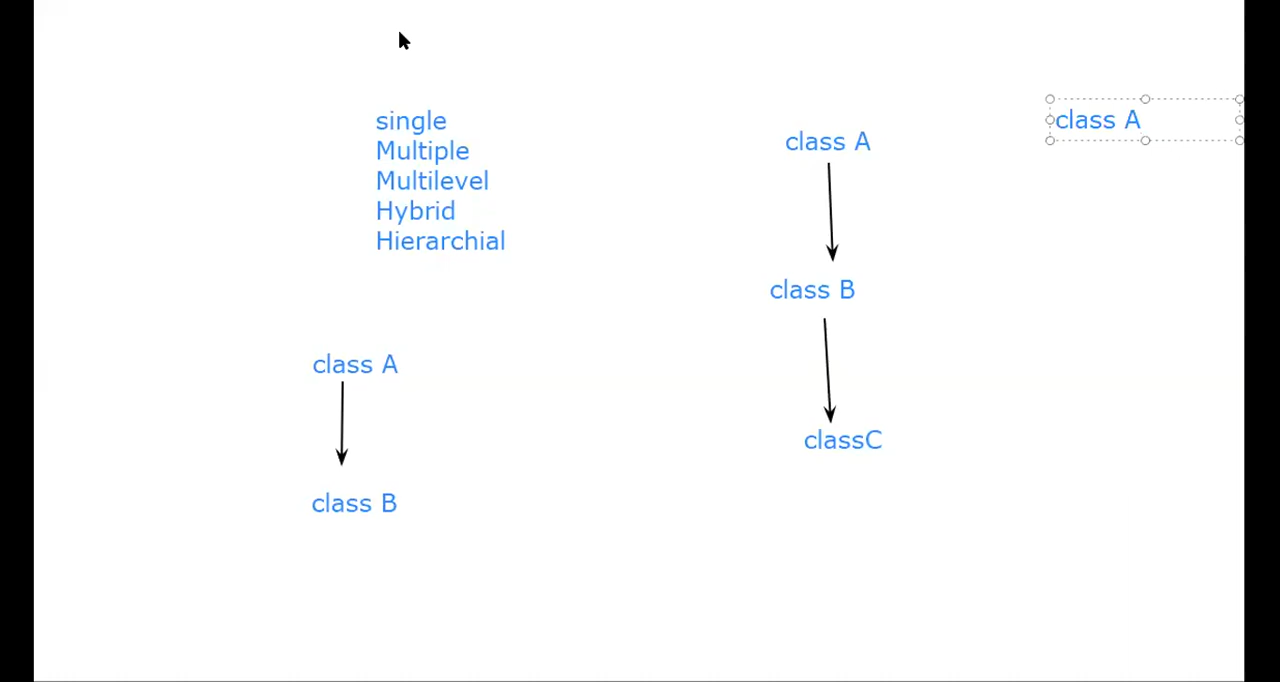 single
Multiple
Multilevel
Hybrid
Hierarchial
class A
class B
class A
class B
classC
class A